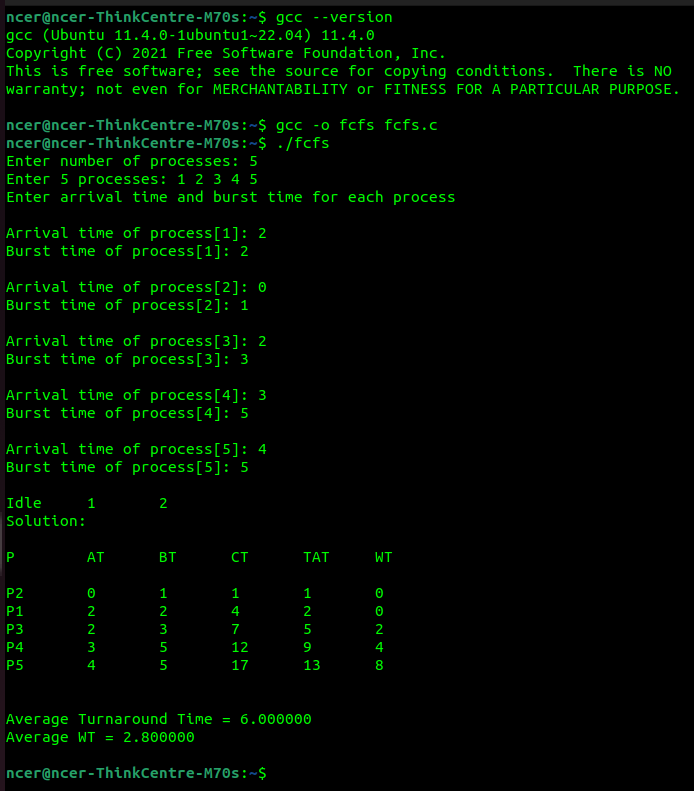 ncer@ncer-ThinkCentre-M70s:~$ gcc --version
gcc (Ubuntu 11.4.0-1ubuntu1~22.04) 11.4.0
Copyright (C) 2021 Free Software Foundation, Inc.
This is free software; see the source for copying conditions.  There is NO
warranty; not even for MERCHANTABILITY or FITNESS FOR A PARTICULAR PURPOSE.

ncer@ncer-ThinkCentre-M70s:~$ gcc -o fcfs fcfs.c
ncer@ncer-ThinkCentre-M70s:~$ ./fcfs
Enter number of processes: 5
Enter 5 processes: 1 2 3 4 5
Enter arrival time and burst time for each process

Arrival time of process[1]: 2
Burst time of process[1]: 2

Arrival time of process[2]: 0
Burst time of process[2]: 1

Arrival time of process[3]: 2
Burst time of process[3]: 3

Arrival time of process[4]: 3
Burst time of process[4]: 5

Arrival time of process[5]: 4
Burst time of process[5]: 5

Idle     1       2
Solution:

P        AT      BT      CT      TAT     WT

P2       0       1       1       1       0
P1       2       2       4       2       0
P3       2       3       7       5       2
P4       3       5       12      9       4
P5       4       5       17      13      8

Average Turnaround Time = 6.000000
Average WT = 2.800000

ncer@ncer-ThinkCentre-M70s:~$